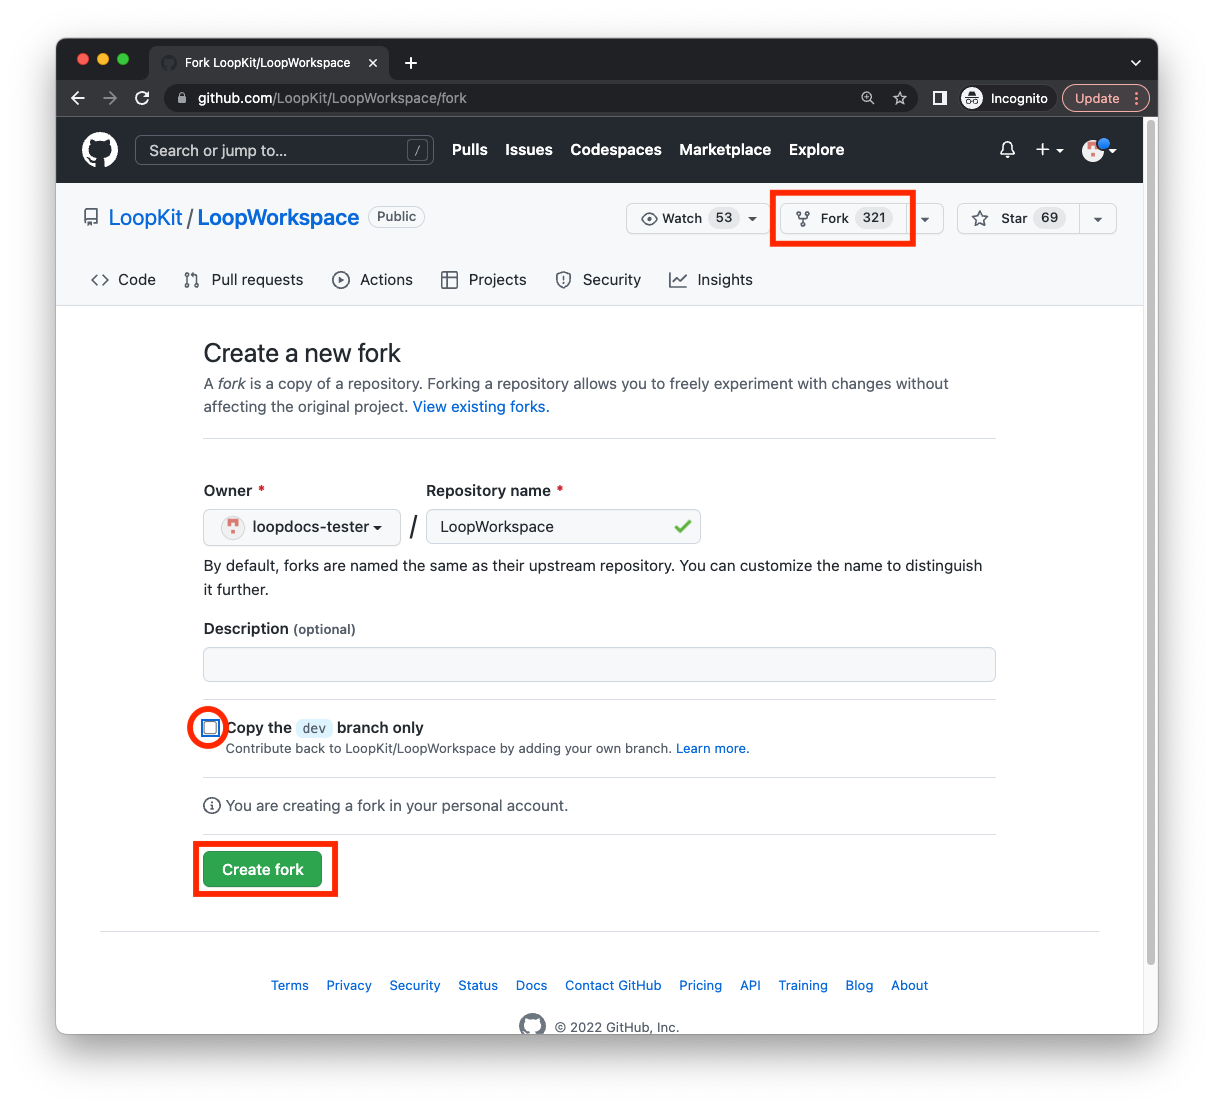 Fork LoopKit/LoopWorkspace
github.com/LoopKit/LoopWorkspace/fork
Incognito
Update
Search or jump to...
/
Pulls
Issues
Codespaces
Marketplace
Explore
LoopKit / LoopWorkspace
Public
Watch 53
Fork 321
Star 69
Code
Pull requests
Actions
Projects
Security
Insights
Create a new fork
A fork is a copy of a repository. Forking a repository allows you to freely experiment with changes without
affecting the original project. View existing forks.
Owner *
Repository name *
loopdocs-tester
/
LoopWorkspace
By default, forks are named the same as their upstream repository. You can customize the name to distinguish
it further.
Description (optional)
Copy the dev branch only
Contribute back to LoopKit/LoopWorkspace by adding your own branch. Learn more.
You are creating a fork in your personal account.
Create fork
Terms
Privacy
Security
Status
Docs
Contact GitHub
Pricing
API
Training
Blog
About
© 2022 GitHub, Inc.